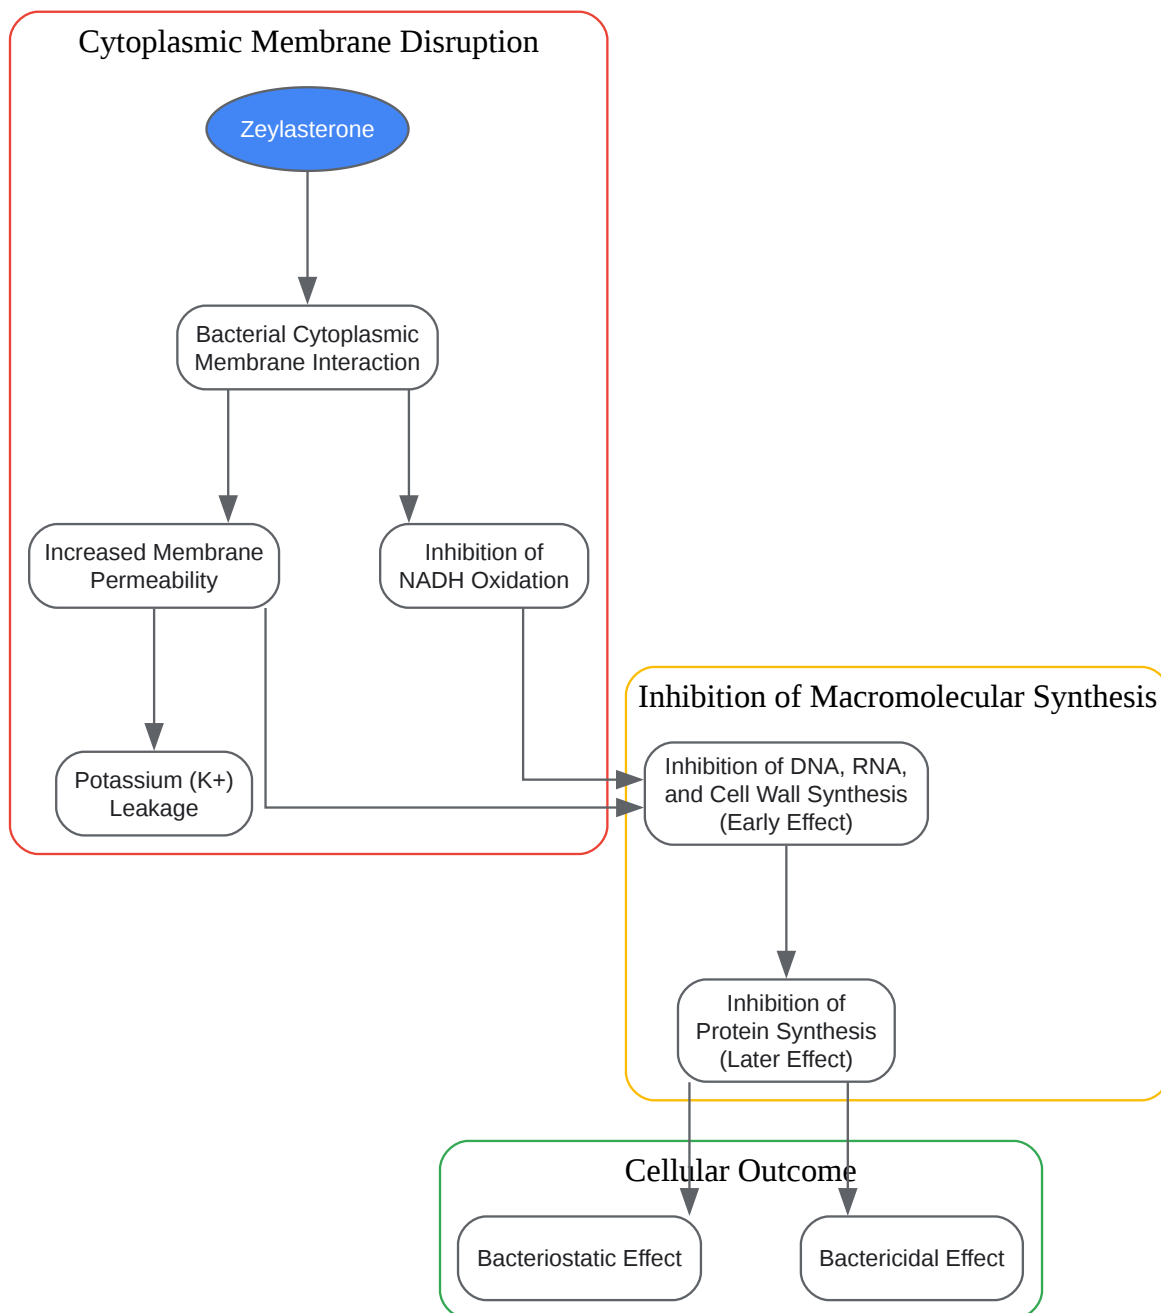 Cytoplasmic Membrane Disruption
Zeylasterone
Bacterial Cytoplasmic
Membrane Interaction
Increased Membrane
Permeability
Inhibition of
NADH Oxidation
Potassium (K+)
Leakage
Inhibition of Macromolecular Synthesis
Inhibition of DNA, RNA,
and Cell Wall Synthesis
(Early Effect)
Inhibition of
Protein Synthesis
(Later Effect)
Cellular Outcome
Bacteriostatic Effect
Bactericidal Effect